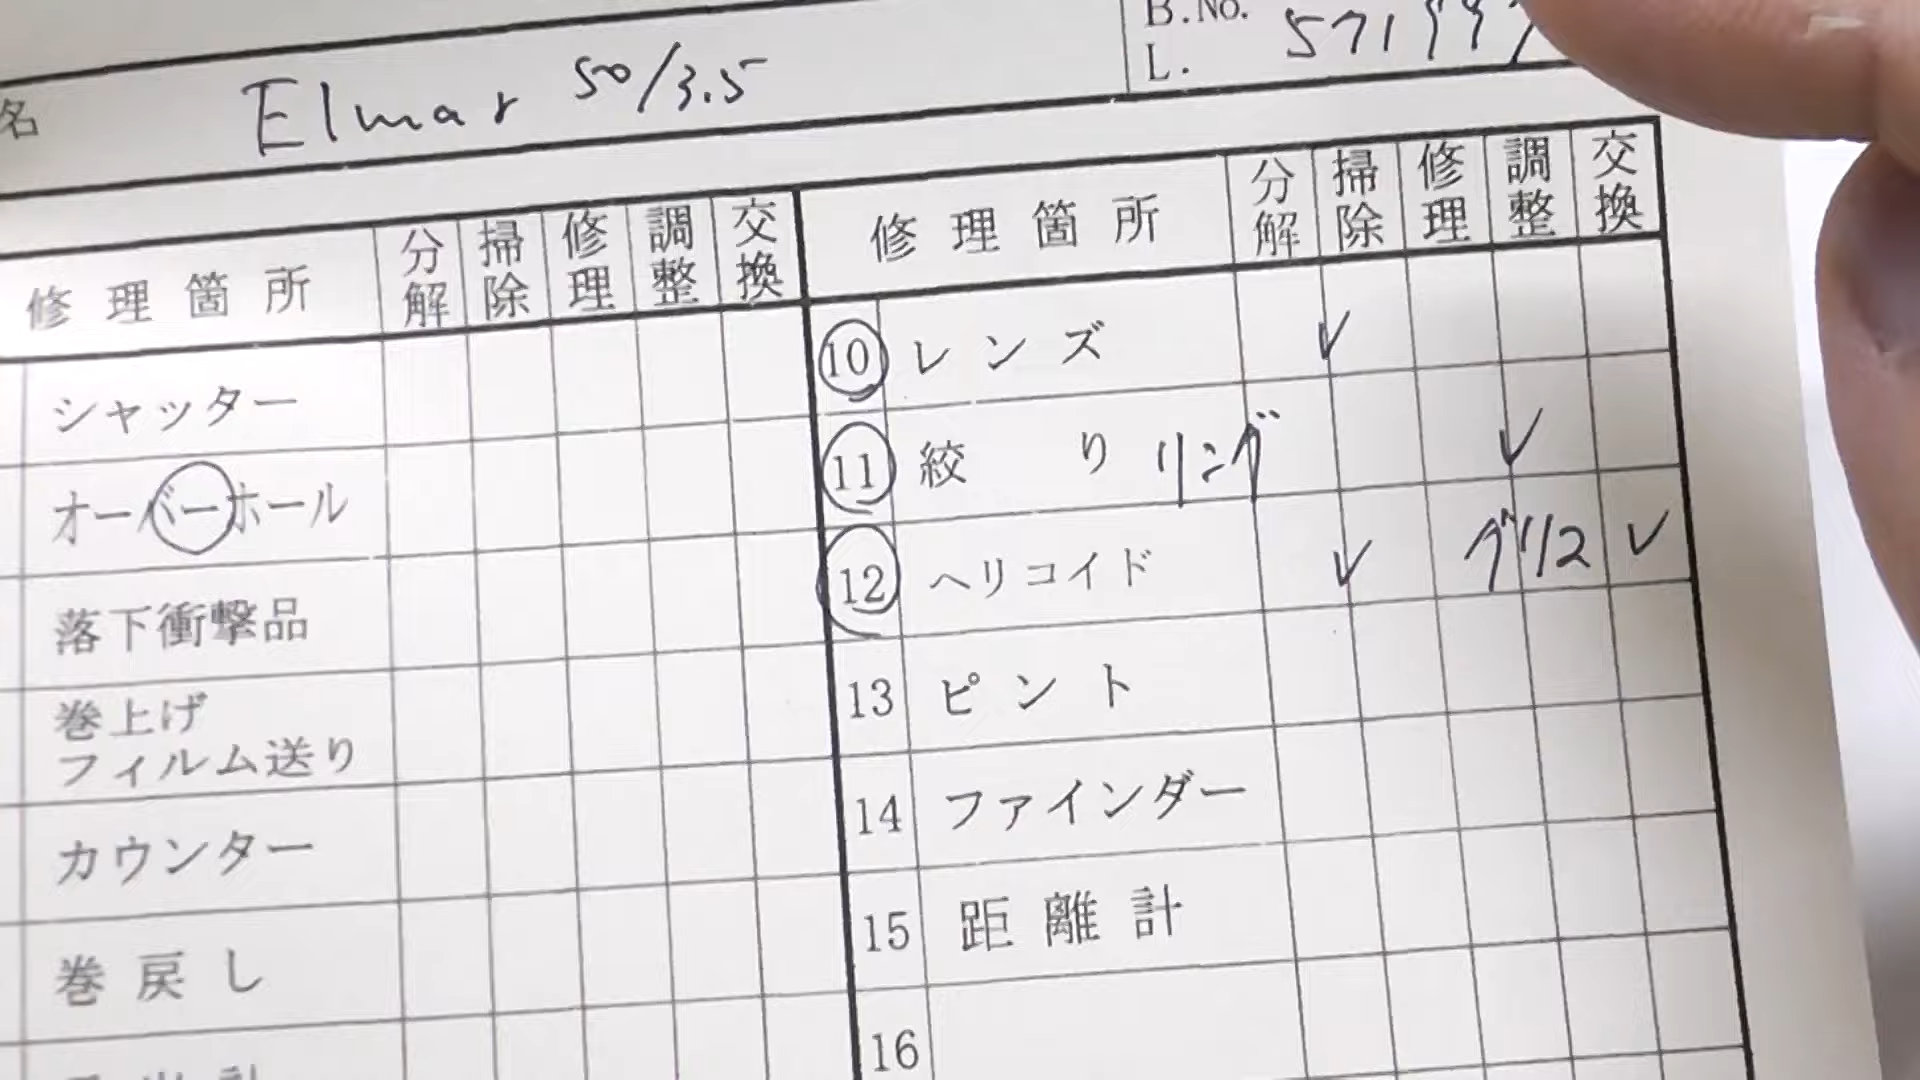 B.No.
L.
名 Elmar 50/3.5
修理箇所 分解 掃除 修理 調整 交換
シャッター
オーバーホール
落下衝撃品
巻上げ
フィルム送り
カウンター
巻戻し
修理箇所 分解 掃除 修理 調整 交換
10 レンズ ✓
11 絞り リング ✓
12 ヘリコイド ✓ グリス ✓
13 ピント
14 ファインダー
15 距離計
16